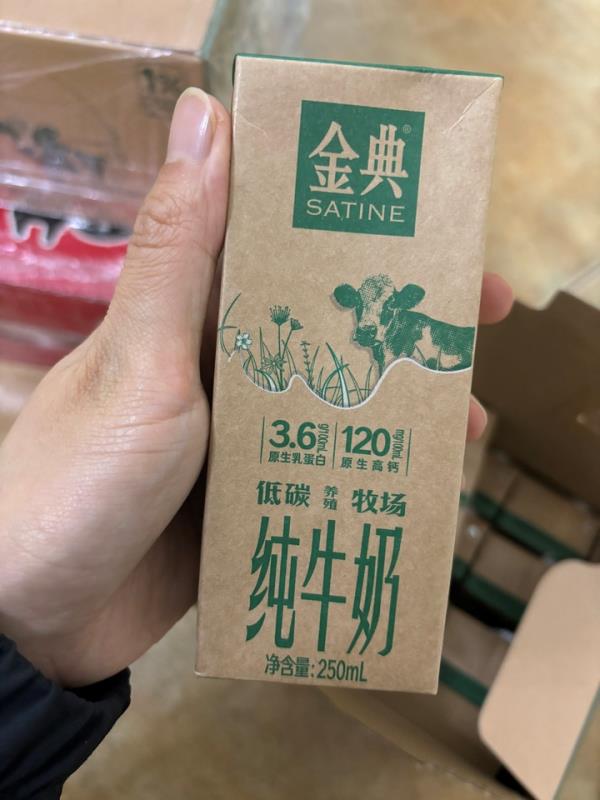 金典®
SATINE
3.6g/100mL 120mg/100mL
原生乳蛋白 原生高钙
低碳养殖牧场
纯牛奶
净含量:250mL